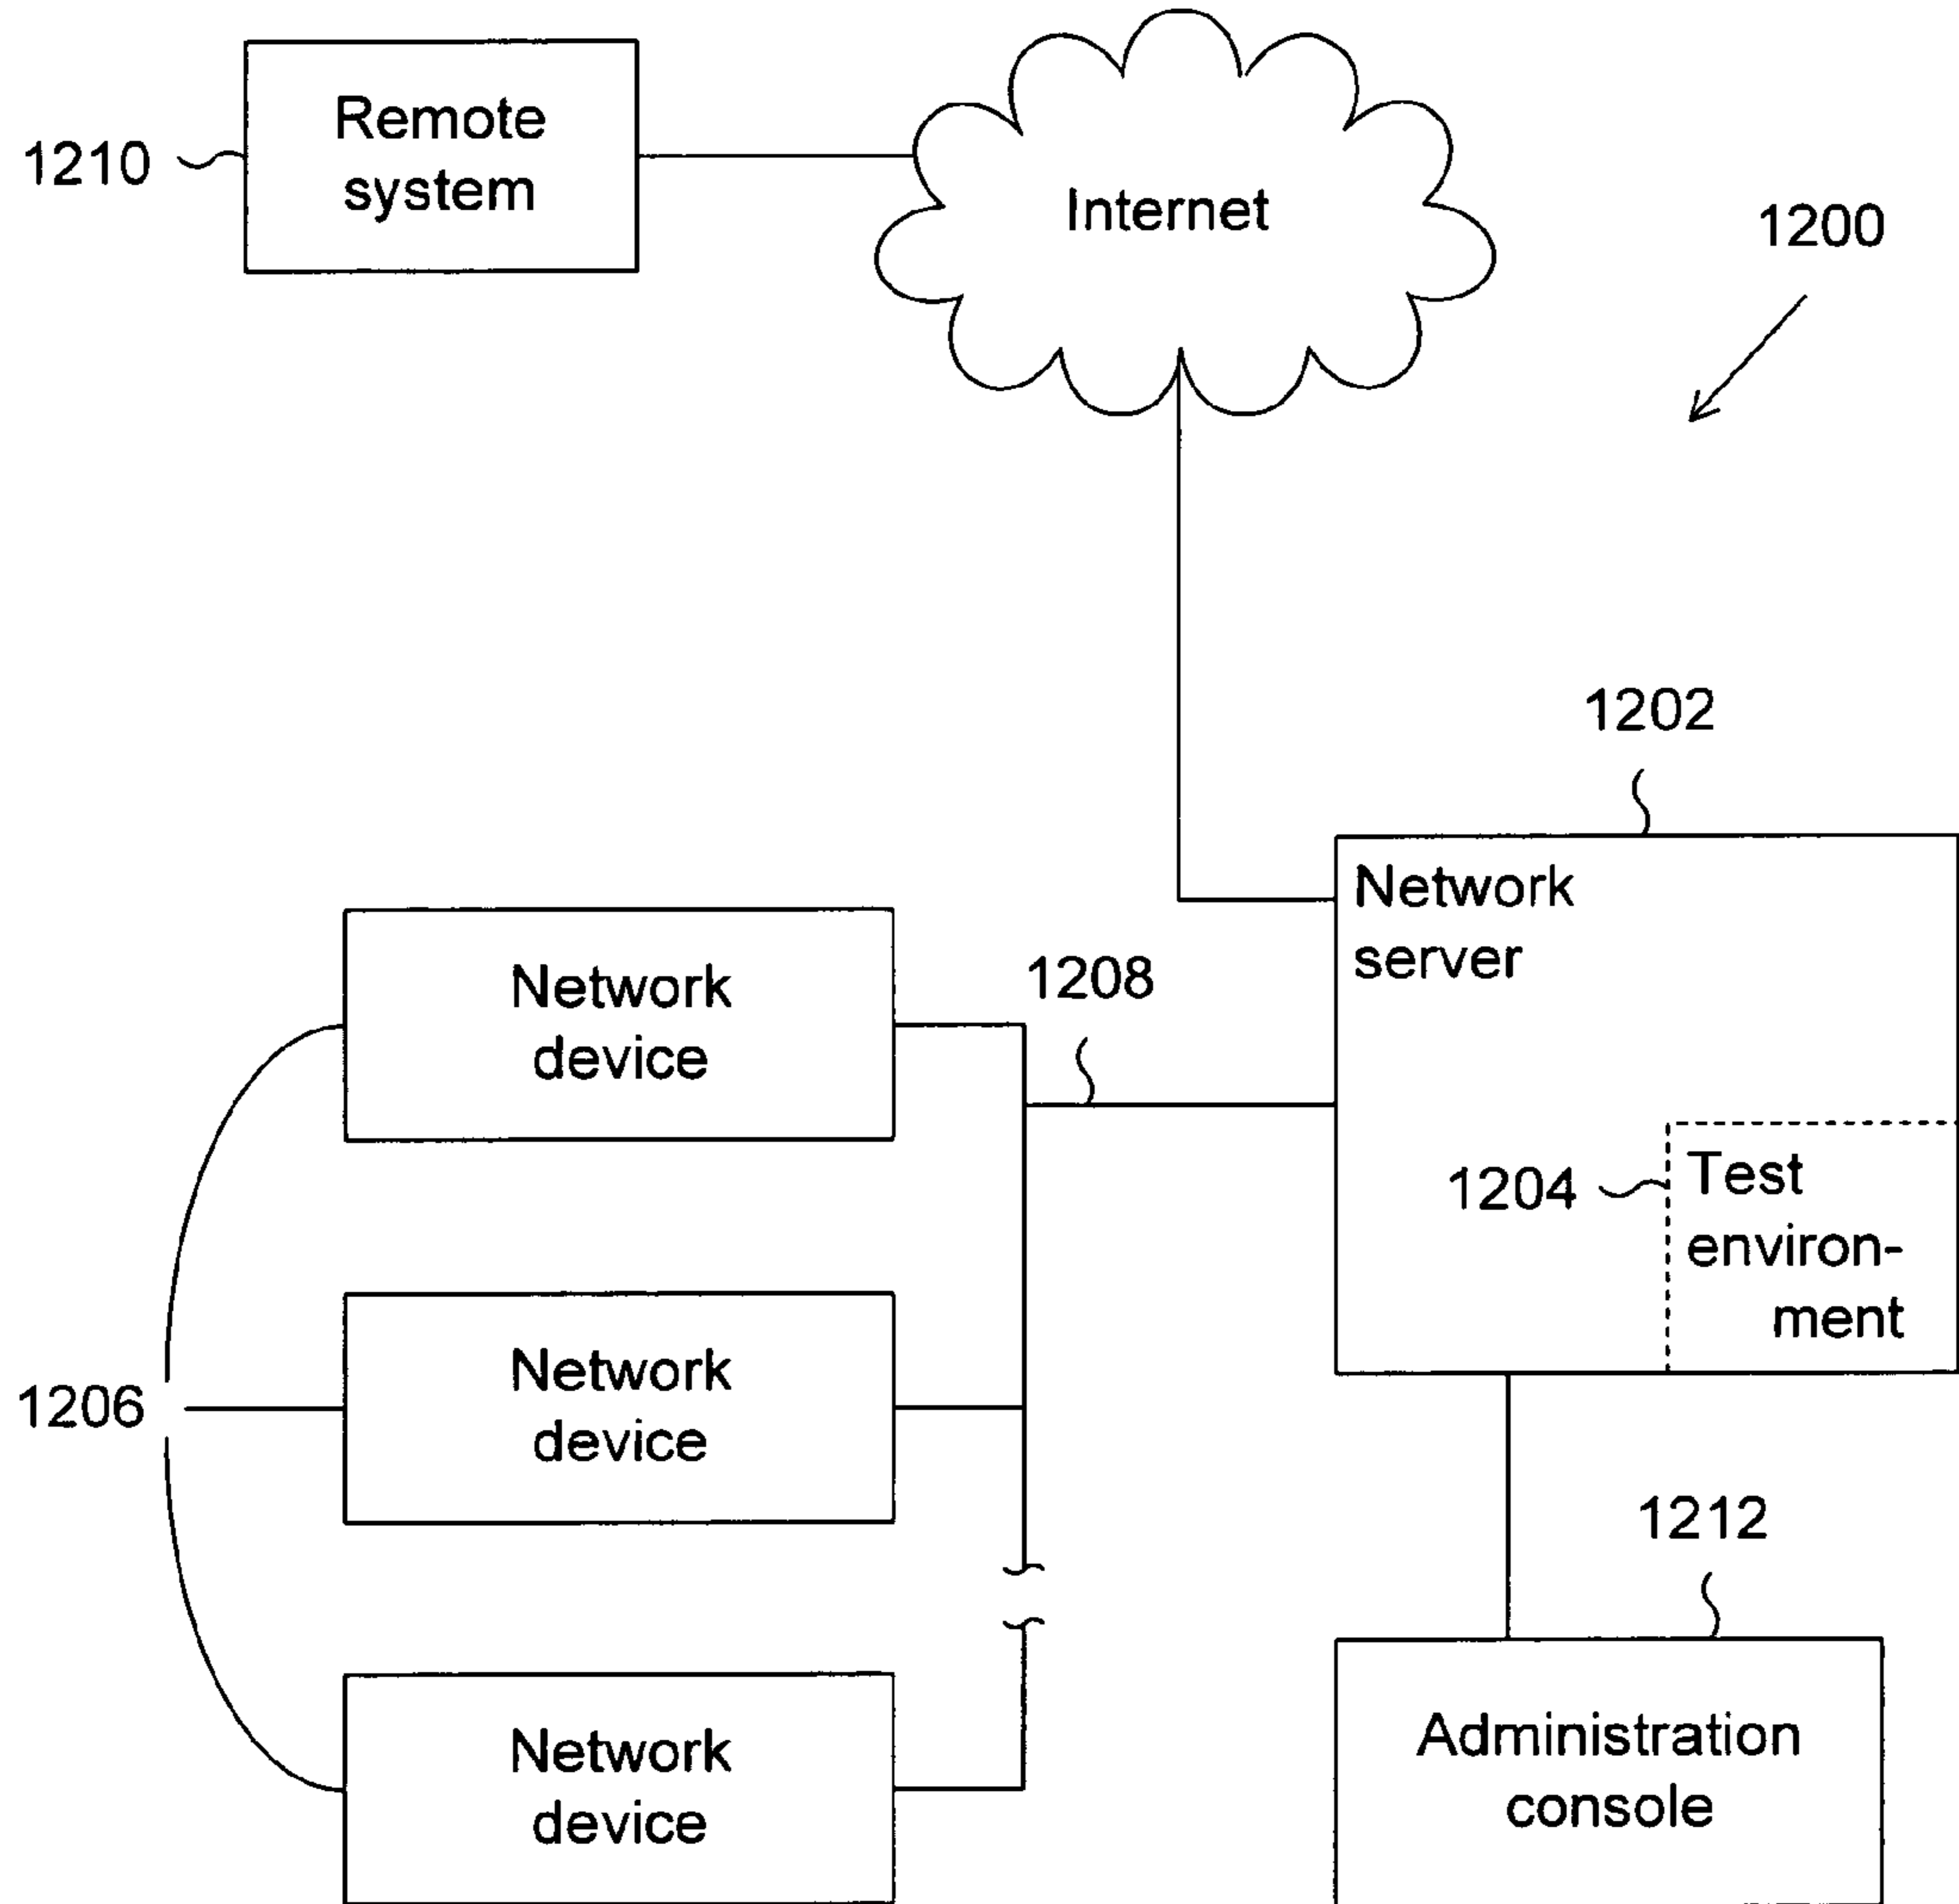 Remote
system
1210
Internet
1200
1202
Network
server
1208
Network
device
1204
Test
environ-
ment
1206
Network
device
1212
Network
device
Administration
console